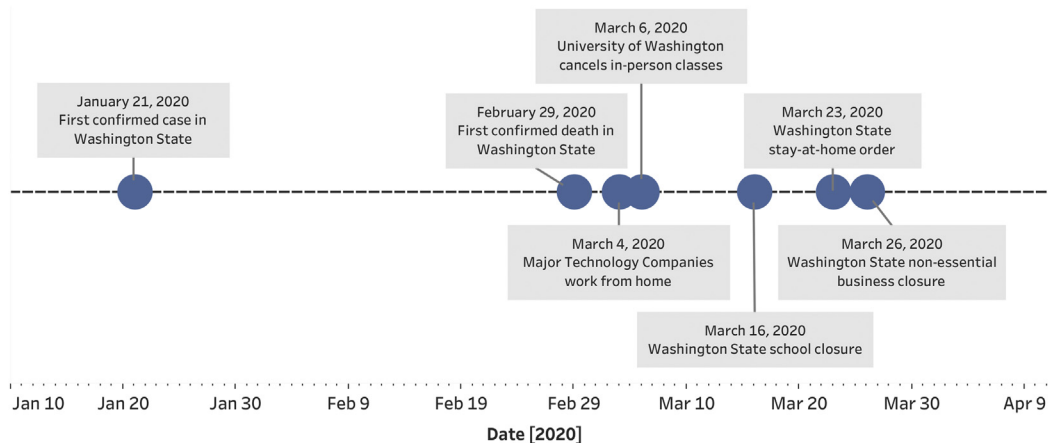 March 6, 2020
University of Washington
cancels in-person classes
January 21, 2020
First confirmed case in
Washington State
February 29, 2020
First confirmed death in
Washington State
March 23, 2020
Washington State
stay-at-home order
March 4, 2020
Major Technology Companies
work from home
March 26, 2020
Washington State non-essential
business closure
March 16, 2020
Washington State school closure
Jan 10 Jan 20 Jan 30 Feb 9 Feb 19 Feb 29 Mar 10 Mar 20 Mar 30 Apr 9
Date [2020]